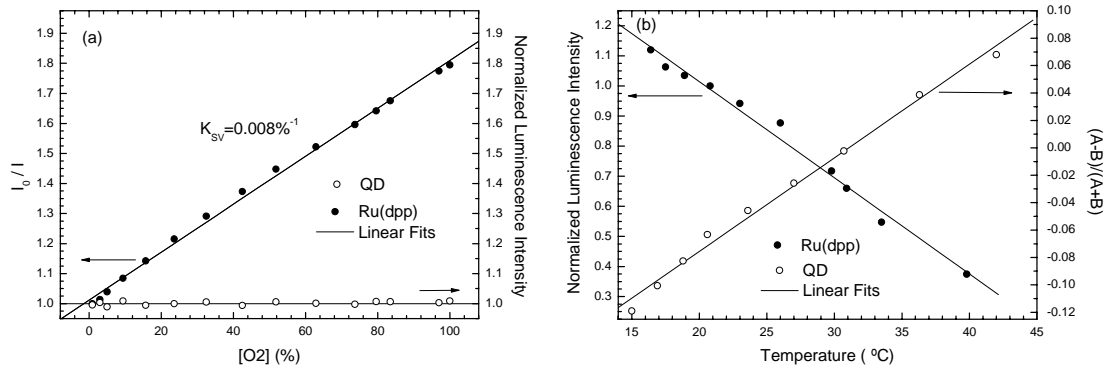 (a)
I₀ / I
1.9
1.8
1.7
1.6
1.5
1.4
1.3
1.2
1.1
1.0
K_SV=0.008%⁻¹
QD
Ru(dpp)
Linear Fits
0 20 40 60 80 100
[O2] (%)
1.9
1.8
1.7
1.6
1.5
1.4
1.3
1.2
1.1
1.0
Normalized Luminescence Intensity
(b)
Normalized Luminescence Intensity
1.2
1.1
1.0
0.9
0.8
0.7
0.6
0.5
0.4
0.3
Ru(dpp)
QD
Linear Fits
15 20 25 30 35 40 45
Temperature ( ºC)
0.10
0.08
0.06
0.04
0.02
0.00
-0.02
-0.04
-0.06
-0.08
-0.10
-0.12
(A-B)/(A+B)